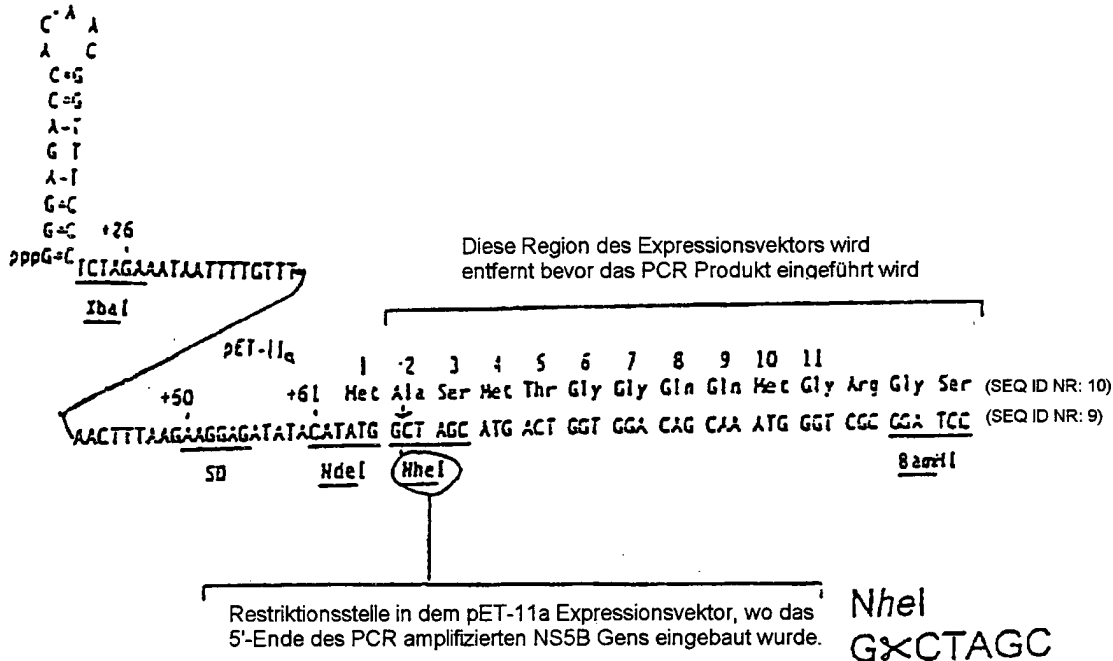 C-A A
A C
C=G
C=G
A-T
G T
A-T
G=C
G=C +26
pppG=C TCTAGAAATAATTTTGTTT
XbaI
Diese Region des Expressionsvektors wird
entfernt bevor das PCR Produkt eingeführt wird
pET-11a
1 2 3 4 5 6 7 8 9 10 11
+50 +61 Met Ala Ser Met Thr Gly Gly Gln Gln Met Gly Arg Gly Ser (SEQ ID NR: 10)
AACTTTAAGAAGGAGATATACATATG GCT AGC ATG ACT GGT GGA CAG CAA ATG GGT CGC GGA TCC (SEQ ID NR: 9)
SD NdeI NheI BamHI
Restriktionsstelle in dem pET-11a Expressionsvektor, wo das
5'-Ende des PCR amplifizierten NS5B Gens eingebaut wurde.
NheI
G✂CTAGC